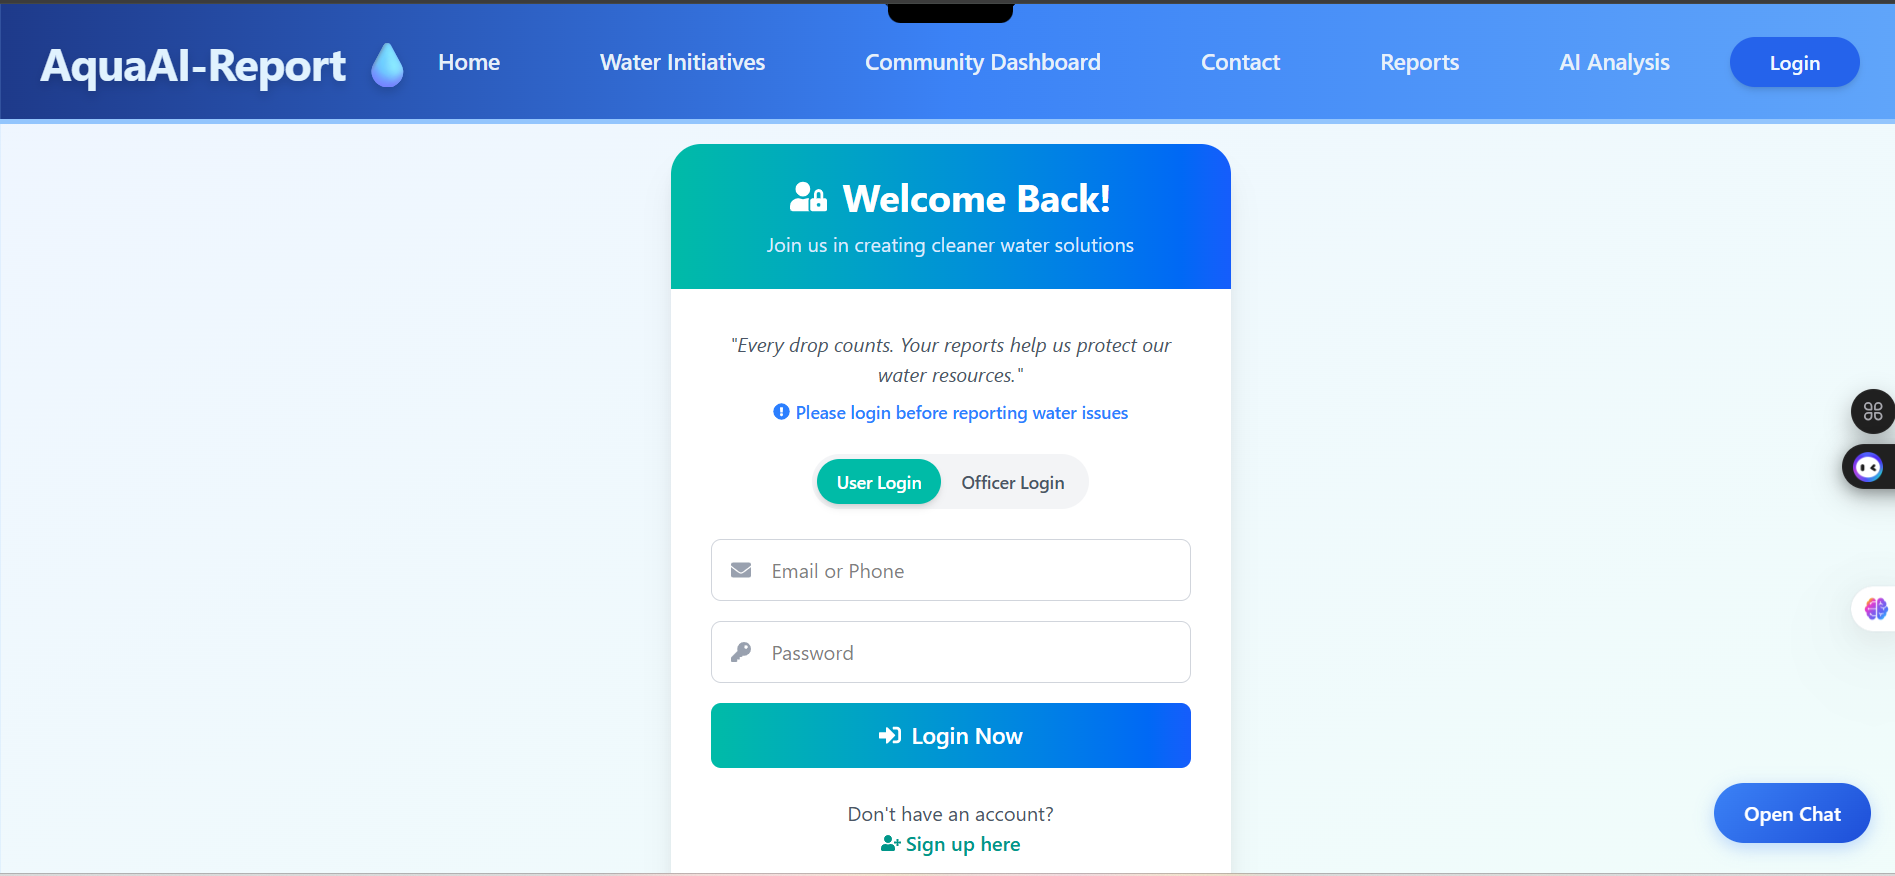 AquaAI-Report
Home
Water Initiatives
Community Dashboard
Contact
Reports
AI Analysis
Login
Welcome Back!
Join us in creating cleaner water solutions
"Every drop counts. Your reports help us protect our
water resources."
Please login before reporting water issues
User Login
Officer Login
Email or Phone
Password
Login Now
Don't have an account?
Sign up here
Open Chat